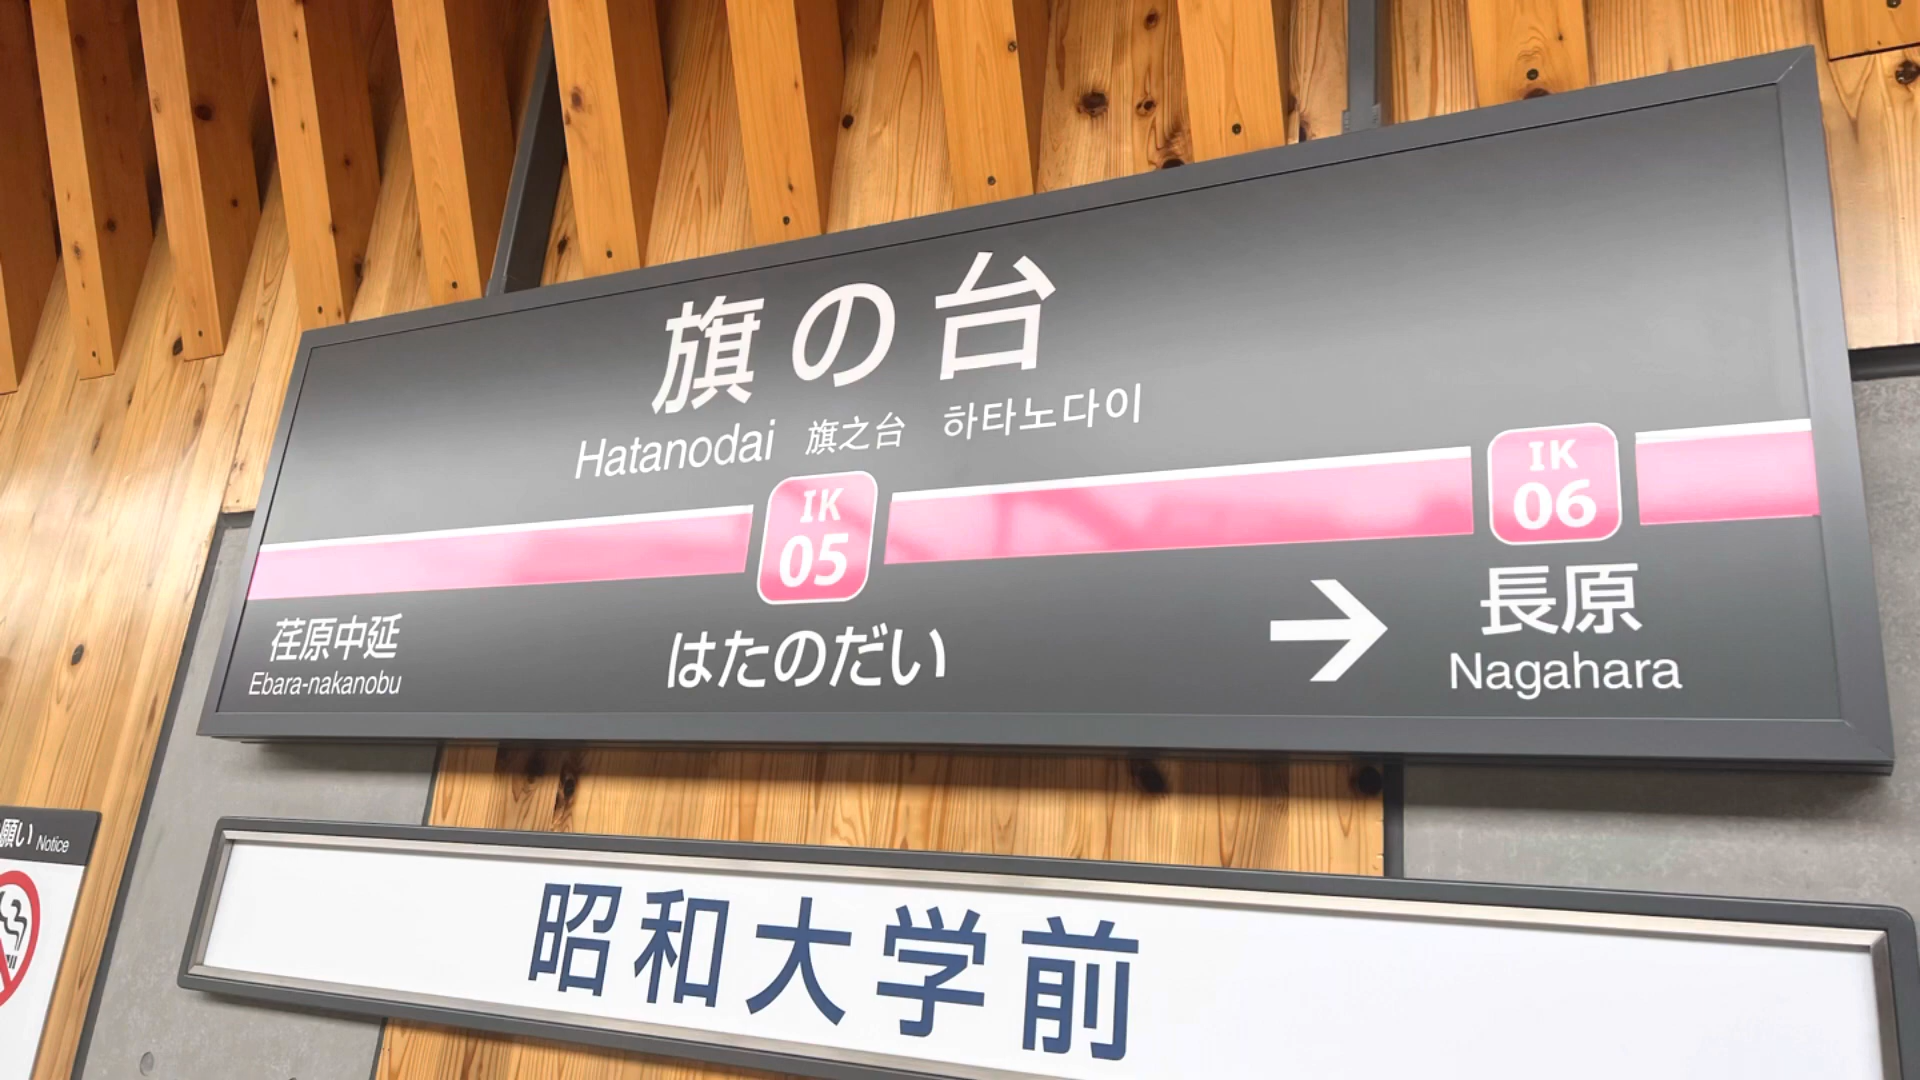 旗の台
Hatanodai 旗之台 하타노다이
IK
05
IK
06
荏原中延
Ebara-nakanobu
はたのだい
→ 長原
Nagahara
願い Notice
昭和大学前